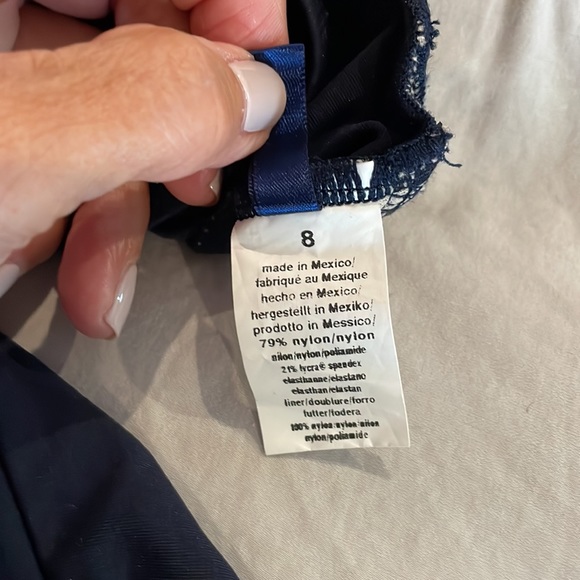 8
made in Mexico/
fabriqué au Mexique
hecho en Mexico/
hergestellt in Mexiko/
prodotto in Messico/
79% nylon/nylon
nilon/nylon/poliamide
21% lycra® spandex
elasthanne/elastano
elasthan/elastan
liner/doublure/forro
futter/fodera
100% nylon/nylon/nilon
nylon/poliamide